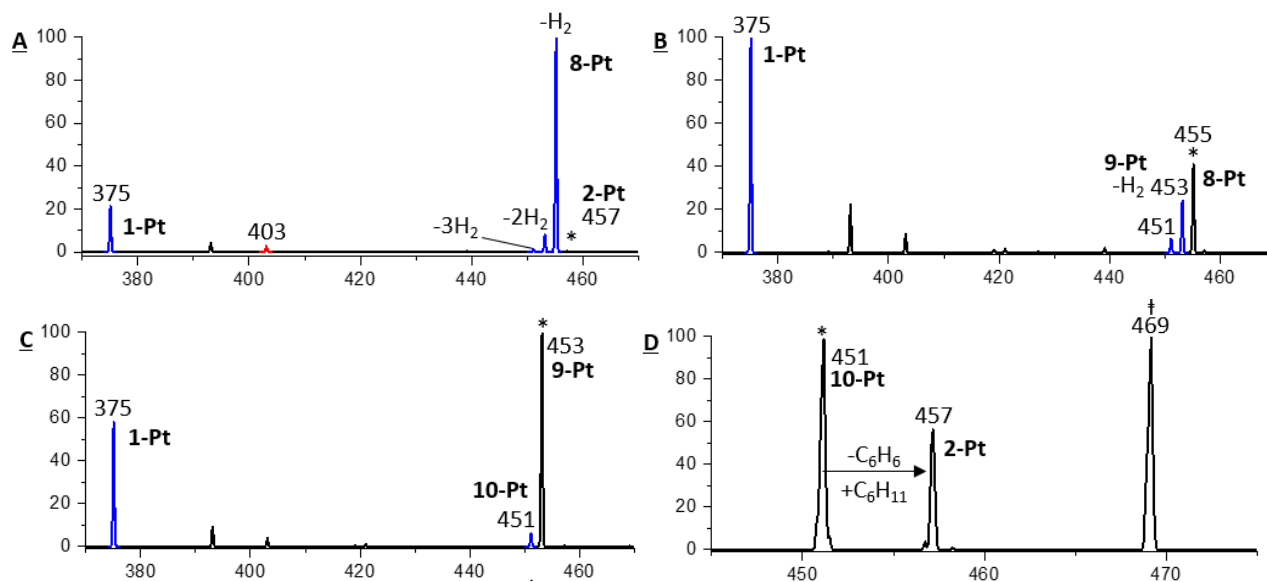 A
100
80
60
40
20
0
380
400
420
440
460
375
1-Pt
403
-3H₂
-2H₂
-H₂
8-Pt
2-Pt
457
*
B
100
80
60
40
20
0
380
400
420
440
460
375
1-Pt
9-Pt
-H₂ 453
451
455
*
8-Pt
C
100
80
60
40
20
0
380
400
420
440
460
375
1-Pt
10-Pt
451
*
453
9-Pt
D
100
80
60
40
20
0
450
460
470
*
451
10-Pt
-C₆H₆
+C₆H₁₁
457
2-Pt
ǂ
469